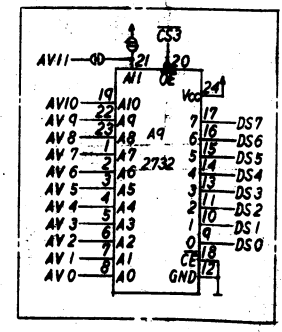 CS3
AV11 21 20
A11 OE
24
Vcc
AV10 19 A10
AV9 22 A9 7 17 DS7
AV8 23 A8 A9 6 16 DS6
AV7 1 A7 5 15 DS5
AV6 2 A6 2732 4 14 DS4
AV5 3 A5 3 13 DS3
AV4 4 A4 2 11 DS2
AV3 5 A3 1 10 DS1
AV2 6 A2 0 9 DS0
AV1 7 A1 CE 18
AV0 8 A0 GND 12